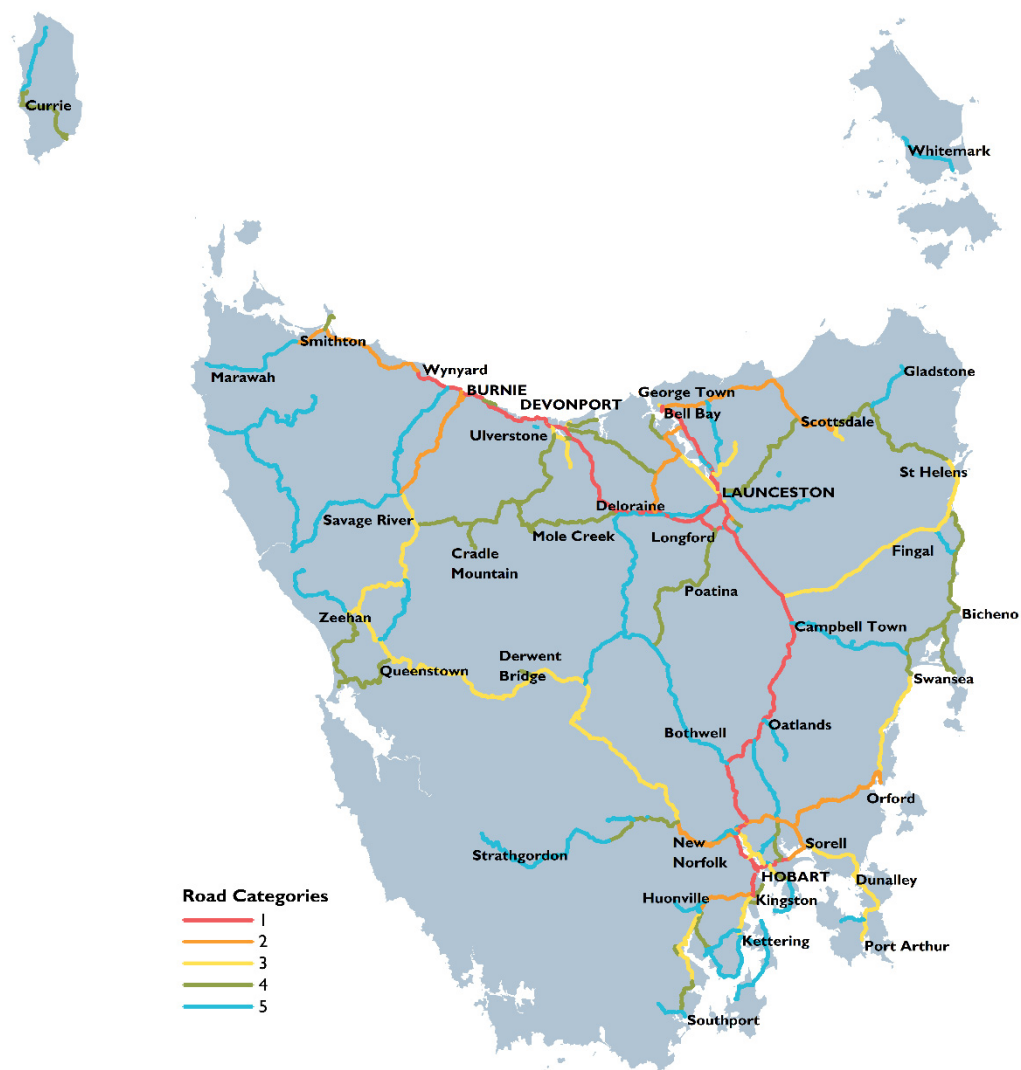 Currie
Whitemark
Smithton
Wynyard
Marawah
BURNIE
George Town
Gladstone
DEVONPORT
Bell Bay
Ulverstone
Scottsdale
St Helens
LAUNCESTON
Deloraine
Savage River
Mole Creek
Longford
Cradle
Mountain
Fingal
Poatina
Zeehan
Campbell Town
Bicheno
Derwent
Bridge
Queenstown
Swansea
Bothwell
Oatlands
Orford
New
Norfolk
Sorell
Strathgordon
HOBART
Dunalley
Huonville
Kingston
Kettering
Port Arthur
Southport
Road Categories
1
2
3
4
5